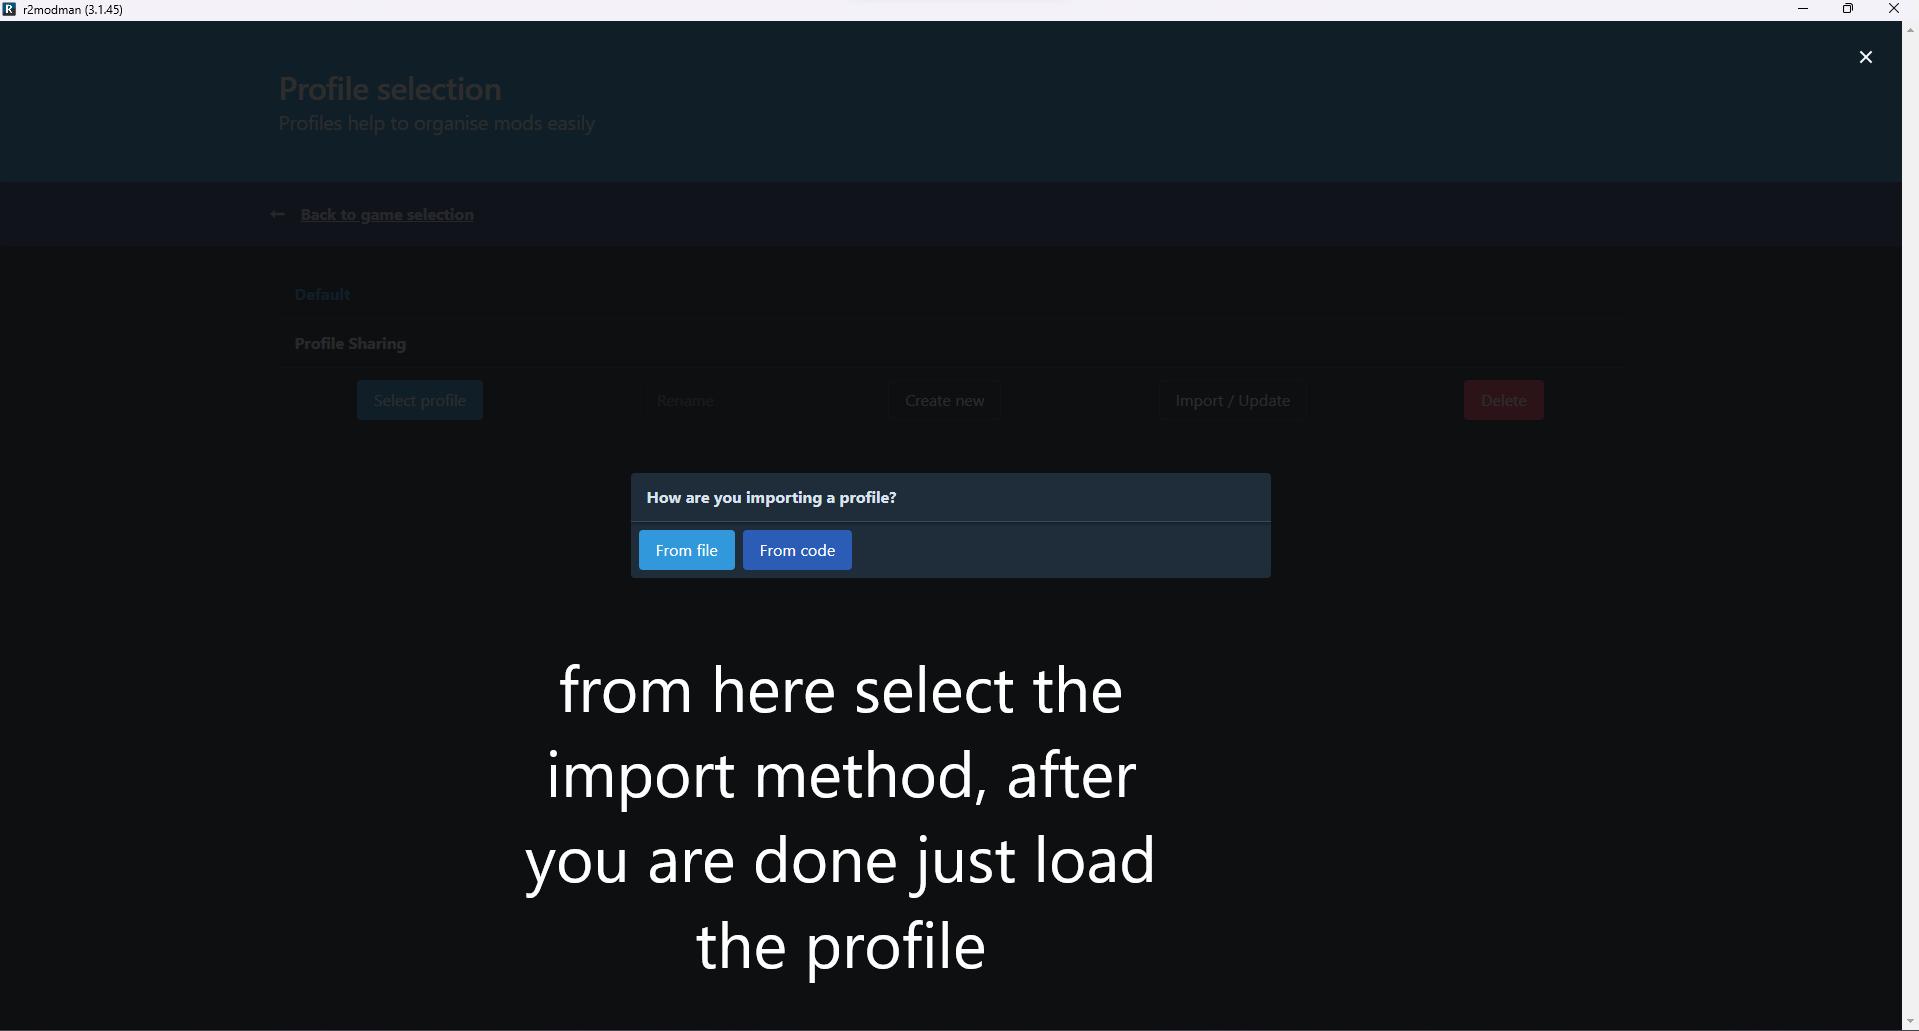 r2modman (3.1.45)
Profile selection
Profiles help to organise mods easily
Back to game selection
Default
Profile Sharing
Select profile
Rename
Create new
Import / Update
Delete
How are you importing a profile?
From file
From code
from here select the
import method, after
you are done just load
the profile